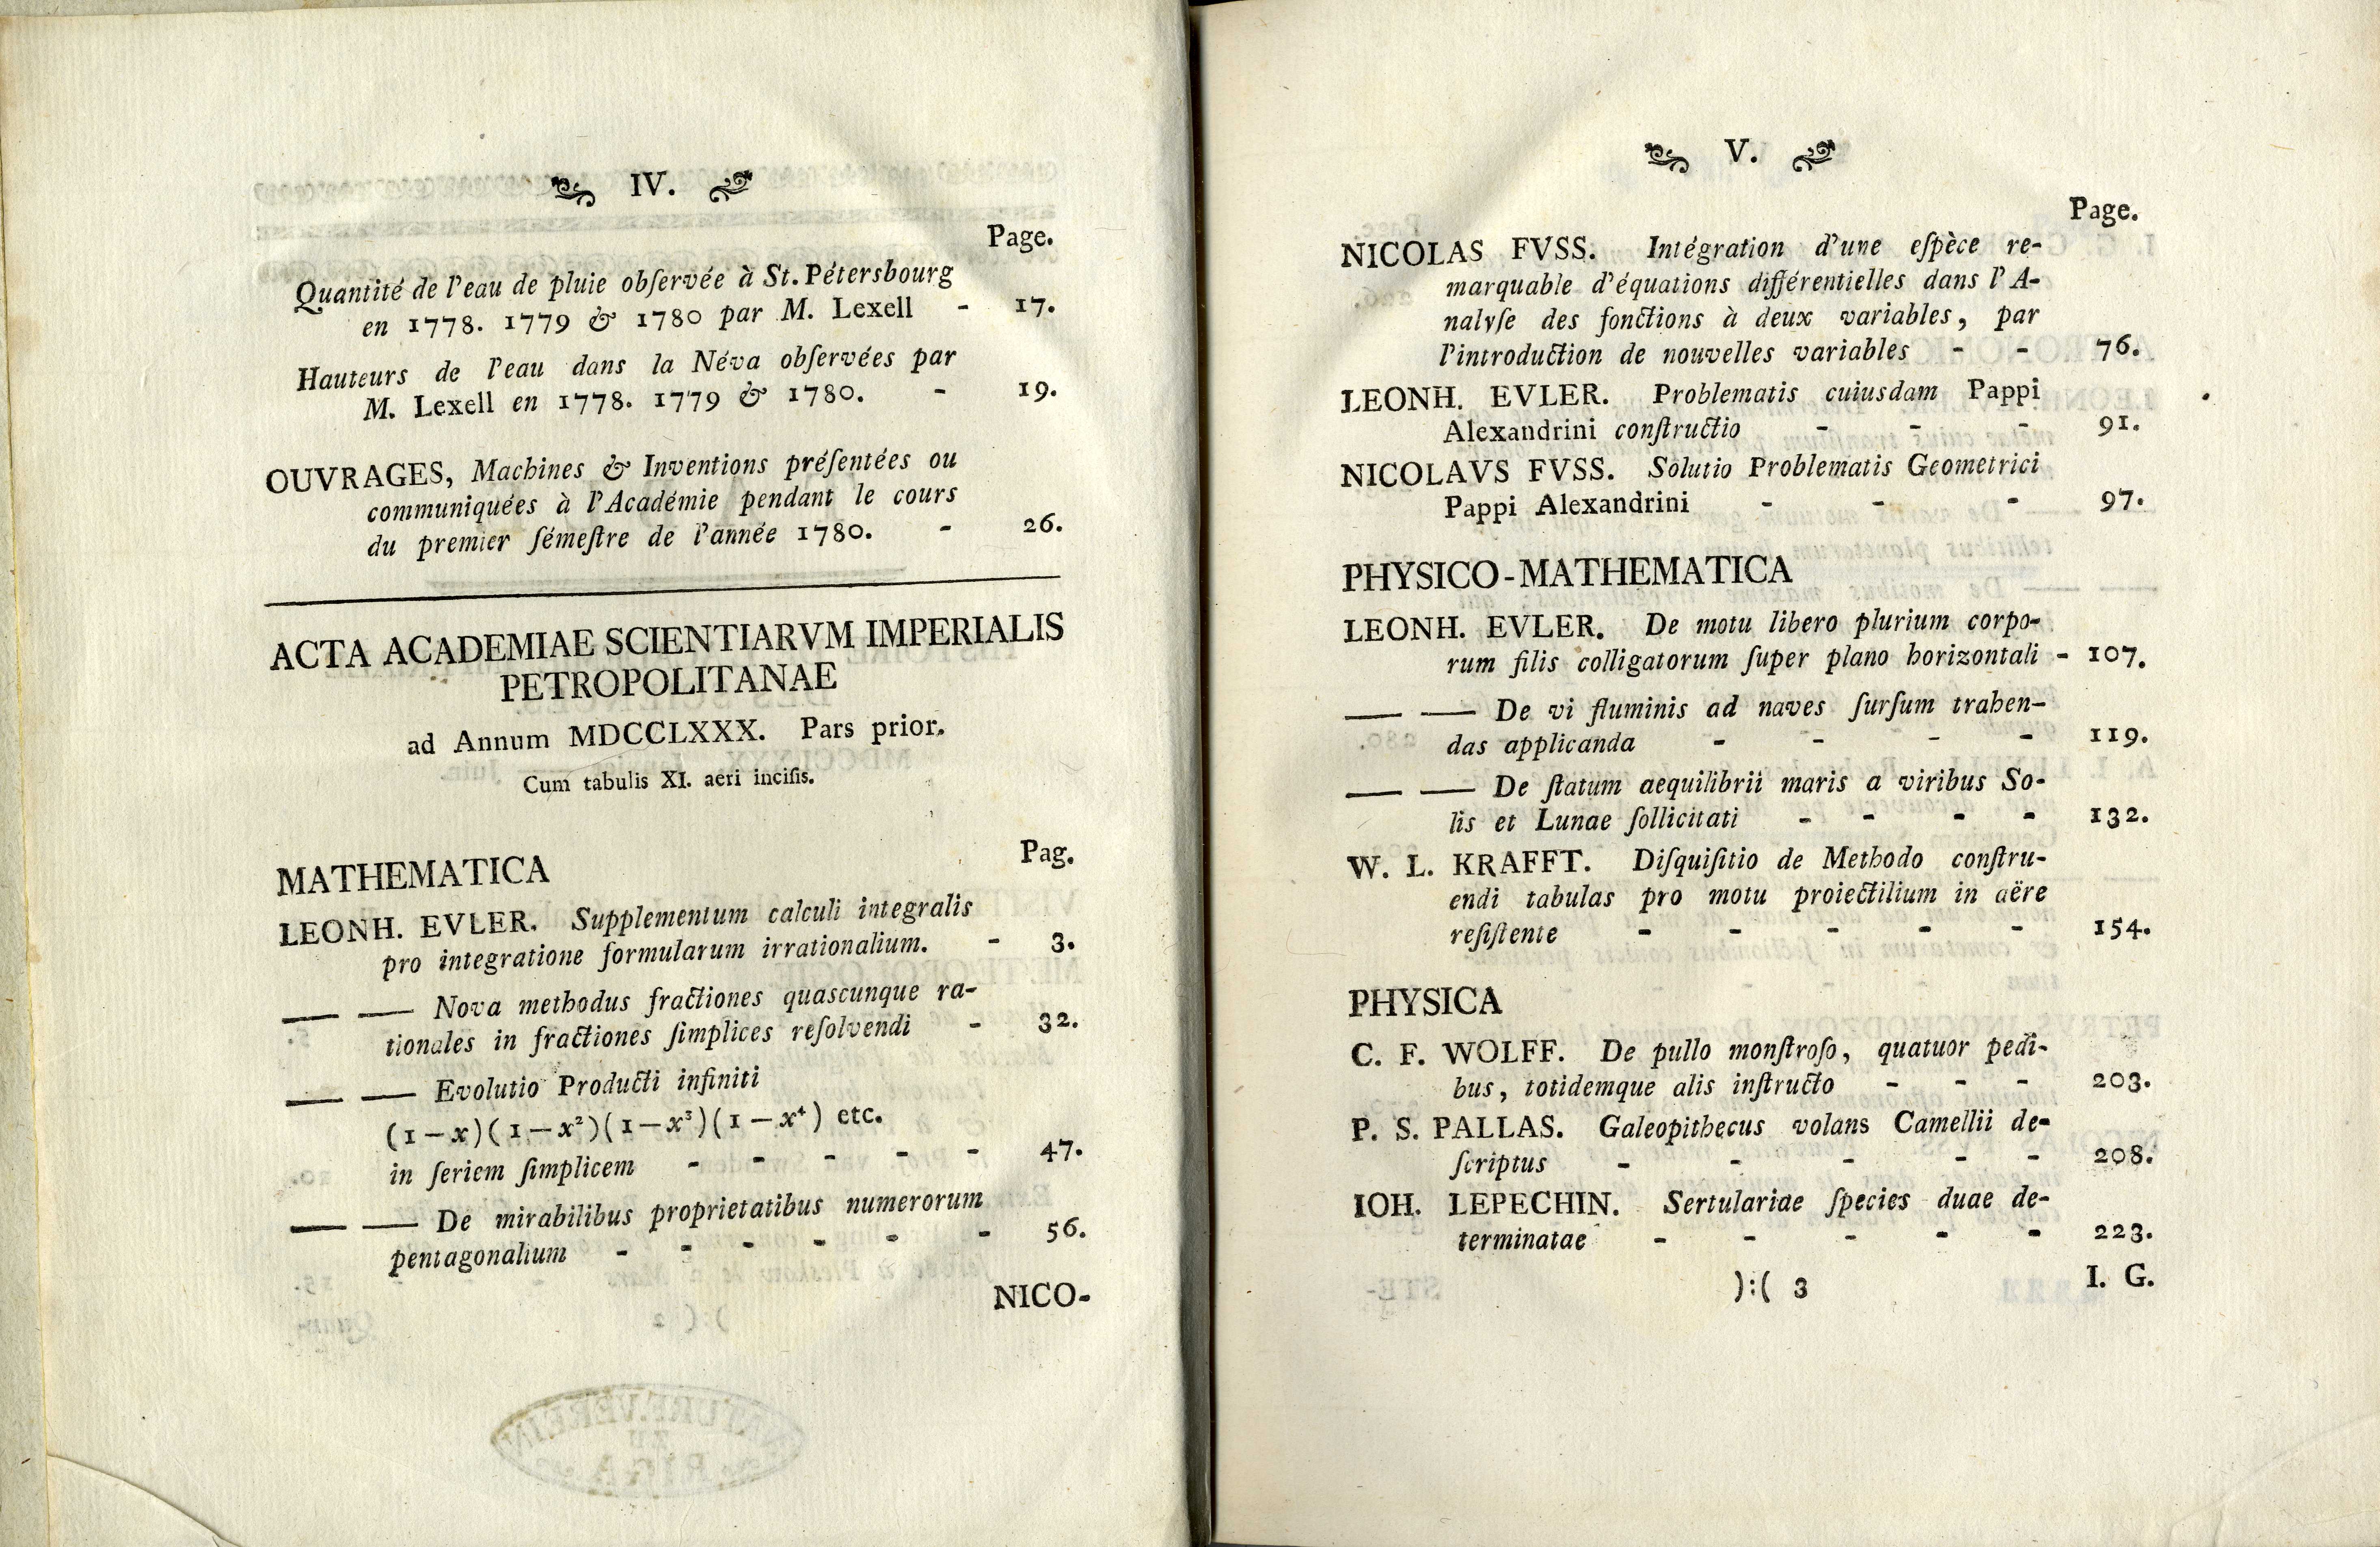 IV.
Page.
Quantité de l'eau de pluie obſervée à St. Pétersbourg
en 1778. 1779 & 1780 par M. Lexell - 17.
Hauteurs de l'eau dans la Néva obſervées par
M. Lexell en 1778. 1779 & 1780. - 19.
OUVRAGES, Machines & Inventions préſentées ou
communiquées à l'Académie pendant le cours
du premier ſémeſtre de l'année 1780. - 26.
ACTA ACADEMIAE SCIENTIARVM IMPERIALIS
PETROPOLITANAE
ad Annum MDCCLXXX. Pars prior.
Cum tabulis XI. aeri inciſis.
Pag.
MATHEMATICA
LEONH. EVLER. Supplementum calculi integralis
pro integratione formularum irrationalium. - 3.
—— —— Nova methodus fractiones quascunque ra-
tionales in fractiones ſimplices reſolvendi - 32.
—— —— Evolutio Producti infiniti
(1-x)(1-x²)(1-x³)(1-x⁴) etc.
in ſeriem ſimplicem - - - - - 47.
—— —— De mirabilibus proprietatibus numerorum
pentagonalium - - - - - - 56.
NICO-
NATURF. VEREIN
ZU
RIGA
V.
Page.
NICOLAS FVSS. Intégration d'une eſpèce re-
marquable d'équations différentielles dans l'A-
nalyſe des fonctions à deux variables, par
l'introduction de nouvelles variables - - 76.
LEONH. EVLER. Problematis cuiusdam Pappi
Alexandrini conſtructio - - - 91.
NICOLAVS FVSS. Solutio Problematis Geometrici
Pappi Alexandrini - - - 97.
PHYSICO-MATHEMATICA
LEONH. EVLER. De motu libero plurium corpo-
rum filis colligatorum ſuper plano horizontali - 107.
—— —— De vi fluminis ad naves ſurſum trahen-
das applicanda - - - - 119.
—— —— De ſtatum aequilibrii maris a viribus So-
lis et Lunae ſollicitati - - - - 132.
W. L. KRAFFT. Diſquiſitio de Methodo conſtru-
endi tabulas pro motu proiectilium in aëre
reſiſtente - - - - - 154.
PHYSICA
C. F. WOLFF. De pullo monſtroſo, quatuor pedi-
bus, totidemque alis inſtructo - - - 203.
P. S. PALLAS. Galeopithecus volans Camellii de-
ſcriptus - - - - - 208.
IOH. LEPECHIN. Sertulariae ſpecies duae de-
terminatae - - - - - 223.
):( 3 I. G.